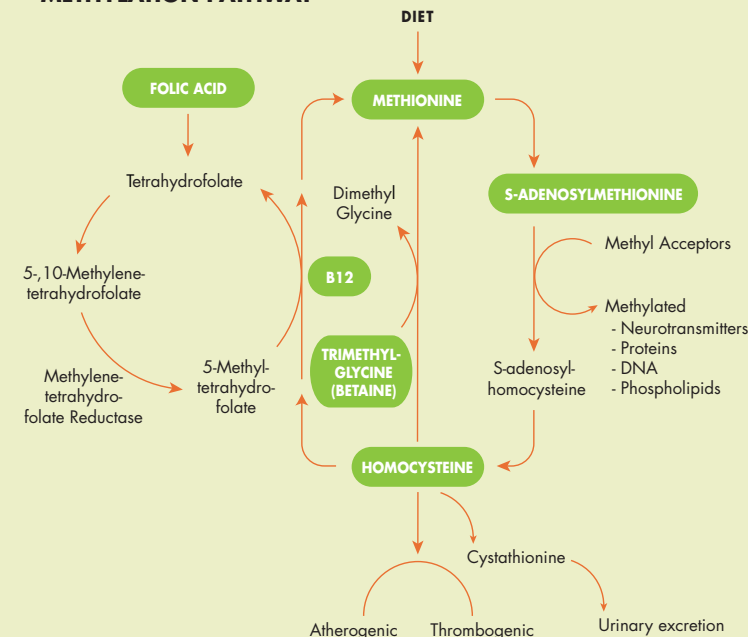 METHYLATION PATHWAY
DIET
FOLIC ACID
METHIONINE
Tetrahydrofolate
Dimethyl
Glycine
S-ADENOSYLMETHIONINE
Methyl Acceptors
5-,10-Methylene-
tetrahydrofolate
B12
Methylated
- Neurotransmitters
- Proteins
- DNA
- Phospholipids
TRIMETHYL-
GLYCINE
(BETAINE)
5-Methyl-
tetrahydro-
folate
S-adenosyl-
homocysteine
Methylene-
tetrahydro-
folate Reductase
HOMOCYSTEINE
Cystathionine
Atherogenic
Thrombogenic
Urinary excretion